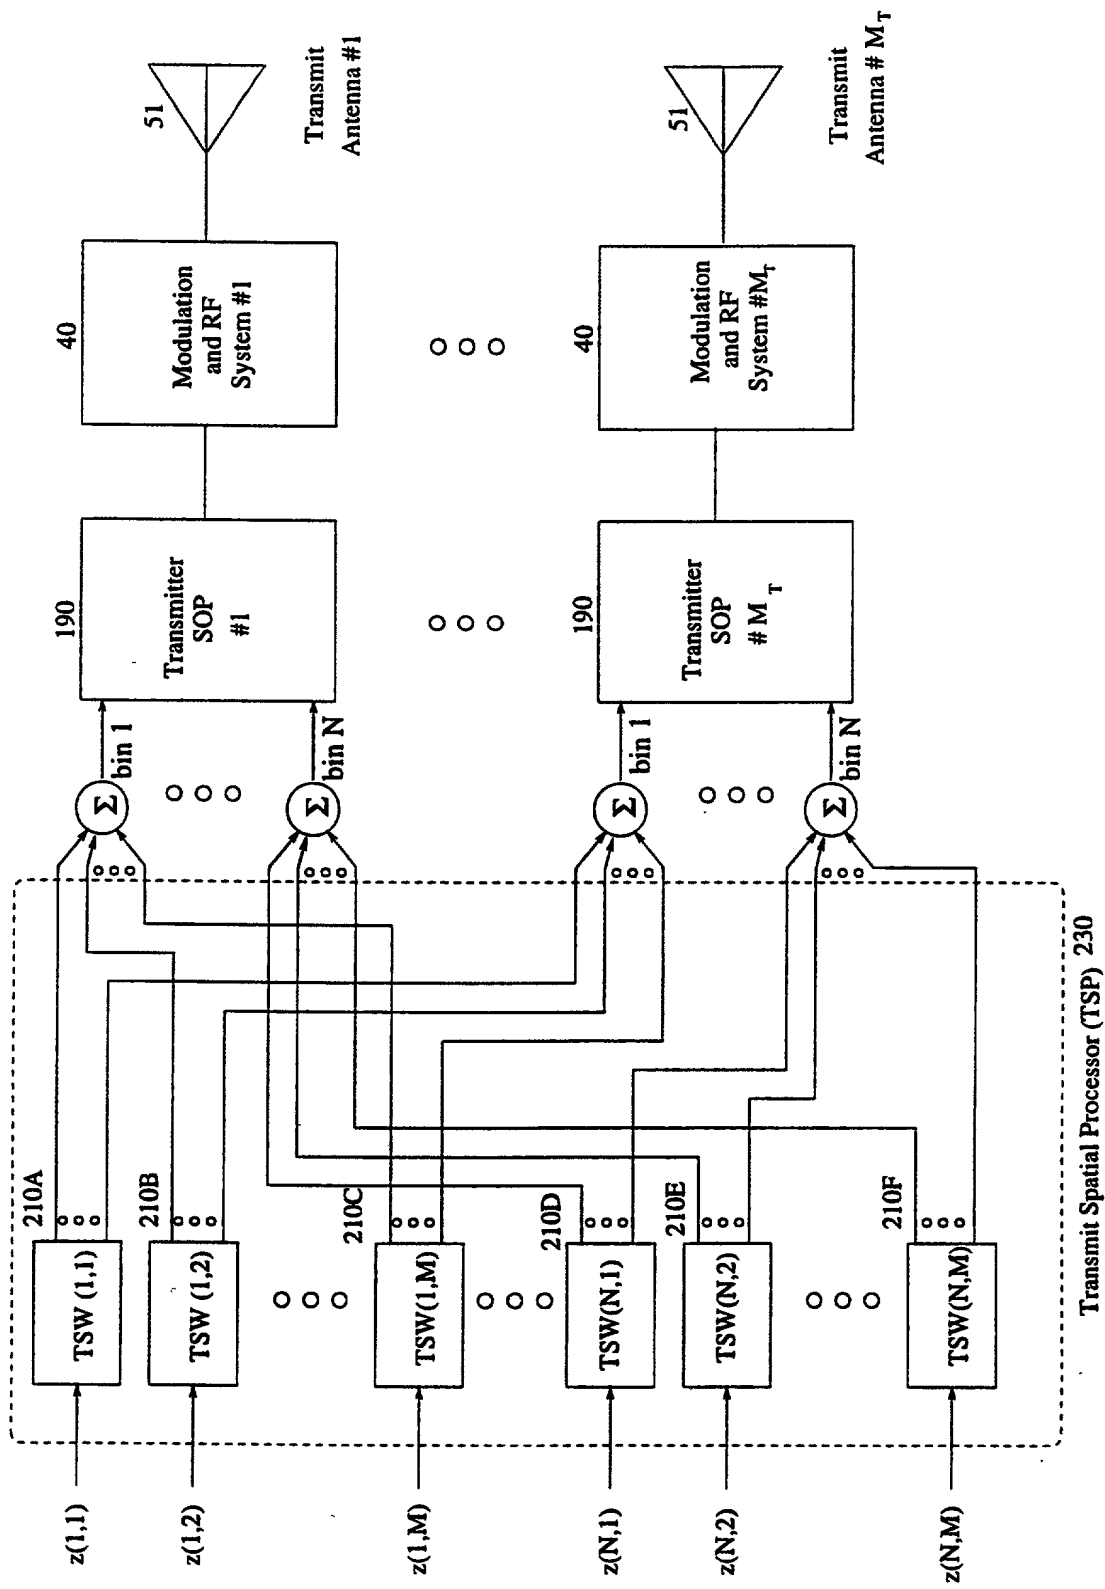 z(1,1)
z(1,2)
z(1,M)
z(N,1)
z(N,2)
z(N,M)
TSW (1,1)
TSW (1,2)
TSW(1,M)
TSW(N,1)
TSW(N,2)
TSW(N,M)
210A
210B
210C
210D
210E
210F
Transmit Spatial Processor (TSP) 230
Σ
bin 1
Σ
bin N
Σ
bin 1
Σ
bin N
190
Transmitter
SOP
#1
190
Transmitter
SOP
# M T
40
Modulation
and RF
System #1
40
Modulation
and RF
System #MT
51
Transmit
Antenna #1
51
Transmit
Antenna # M T